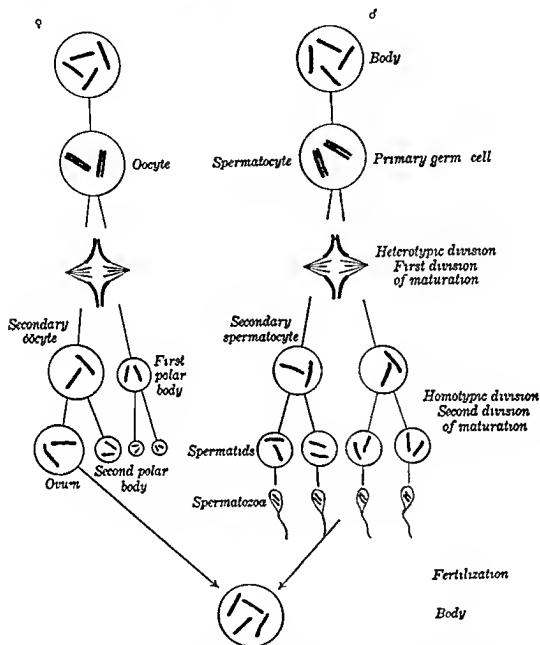 ♀
♂
Body
Oocyte
Spermatocyte
Primary germ cell
Heterotypic division
First division
of maturation
Secondary
oöcyte
First
polar
body
Secondary
spermatocyte
Homotypic division
Second division
of maturation
Ovum
Second polar
body
Spermatids
Spermatozoa
Fertilization
Body